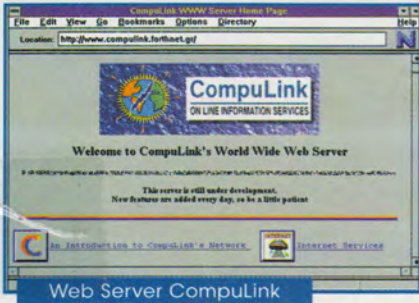 CompuLink WWW Server Home Page
File Edit View Go Bookmarks Options Directory Help
Location: http://www.compulink.forthnet.gr/
N
CompuLink
ON LINE INFORMATION SERVICES
Welcome to CompuLink's World Wide Web Server
This server is still under development.
New features are added every day, so be a little patient
C An Introduction to CompuLink's Network INTERNET Internet Services
Web Server CompuLink